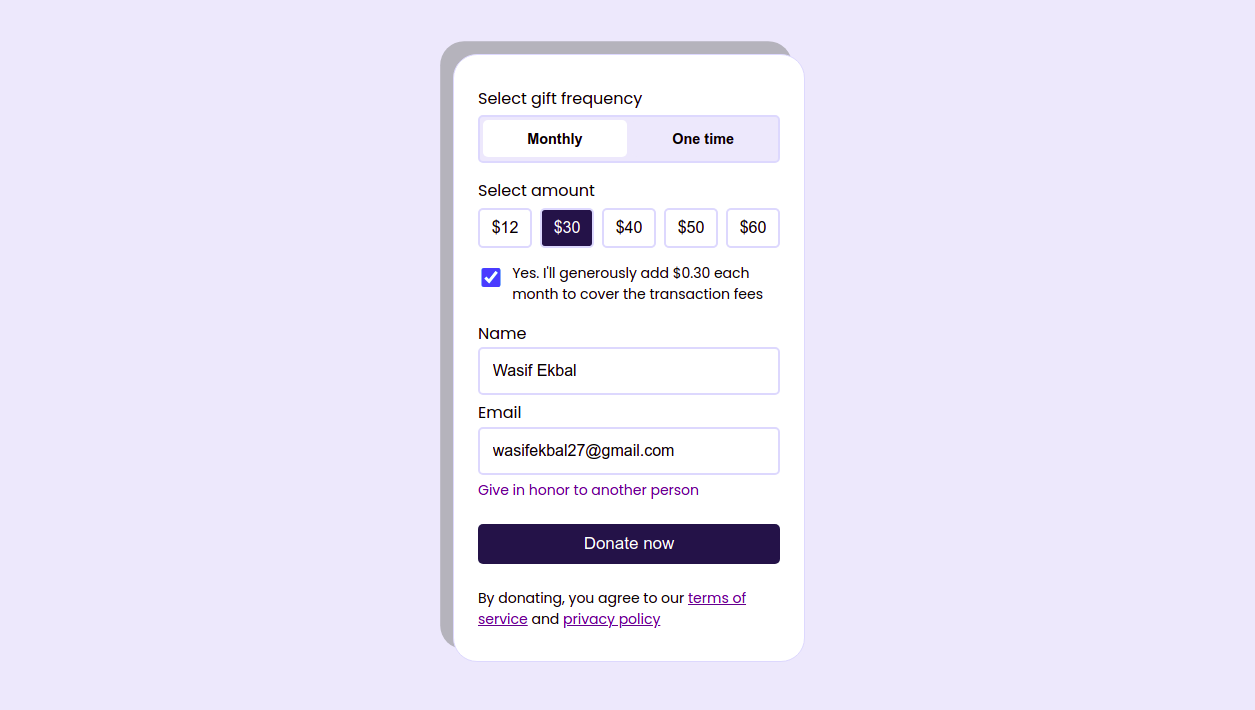 Select gift frequency
Monthly One time
Select amount
$12 $30 $40 $50 $60
Yes. I'll generously add $0.30 each
month to cover the transaction fees
Name
Wasif Ekbal
Email
wasifekbal27@gmail.com
Give in honor to another person
Donate now
By donating, you agree to our terms of
service and privacy policy